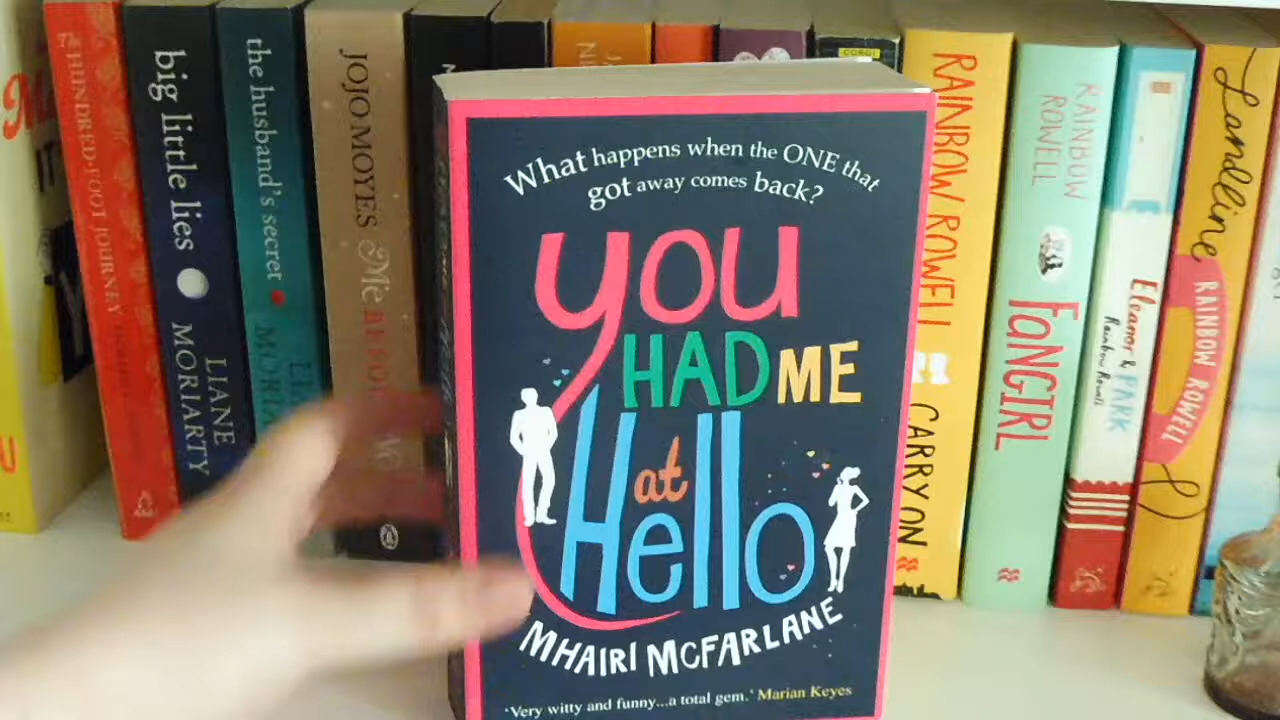 The
HUNDRED-FOOT JOURNEY
big little lies
LIANE
MORIARTY
the husband's secret
JOJO MOYES
Me
CORGI
What happens when the ONE that
got away comes back?
you
HAD ME
at
Hello
MHAIRI MCFARLANE
'Very witty and funny...a total gem.' Marian Keyes
RAINBOW ROWELL
CARRY ON
RAINBOW
ROWELL
FANGIRL
Eleanor & PARK
Rainbow Rowell
Landline
RAINBOW ROWELL